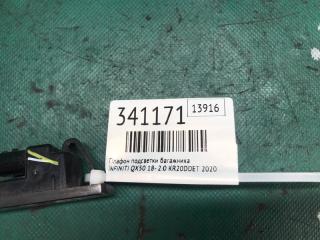 341171 13916
Плафон подсветки багажника
INFINITI QX50 18- 2.0 KR20DDET 2020